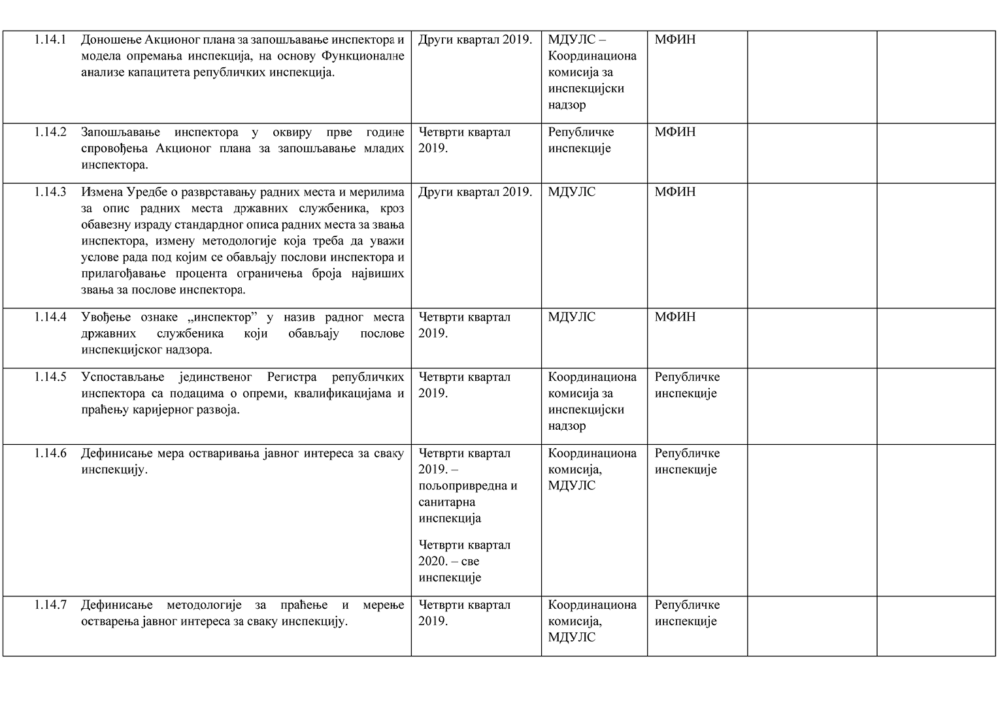 1.14.1 Доношење Акционог плана за запошљавање инспектора и
модела опремања инспекција, на основу Функционалне
анализе капацитета републичких инспекција.
Други квартал 2019.
МДУЛС –
Координациона
комисија за
инспекцијски
надзор
МФИН
1.14.2 Запошљавање инспектора у оквиру прве године
спровођења Акционог плана за запошљавање младих
инспектора.
Четврти квартал
2019.
Републичке
инспекције
МФИН
1.14.3 Измена Уредбе о разврставању радних места и мерилима
за опис радних места државних службеника, кроз
обавезну израду стандардног описа радних места за звања
инспектора, измену методологије која треба да уважи
услове рада под којим се обављају послови инспектора и
прилагођавање процента ограничења броја највиших
звања за послове инспектора.
Други квартал 2019.
МДУЛС
МФИН
1.14.4 Увођење ознаке „инспектор” у назив радног места
државних службеника који обављају послове
инспекцијског надзора.
Четврти квартал
2019.
МДУЛС
МФИН
1.14.5 Успостављање јединственог Регистра републичких
инспектора са подацима о опреми, квалификацијама и
праћењу каријерног развоја.
Четврти квартал
2019.
Координациона
комисија за
инспекцијски
надзор
Републичке
инспекције
1.14.6 Дефинисање мера остваривања јавног интереса за сваку
инспекцију.
Четврти квартал
2019. –
пољопривредна и
санитарна
инспекција
Четврти квартал
2020. – све
инспекције
Координациона
комисија,
МДУЛС
Републичке
инспекције
1.14.7 Дефинисање методологије за праћење и мерење
остварења јавног интереса за сваку инспекцију.
Четврти квартал
2019.
Координациона
комисија,
МДУЛС
Републичке
инспекције